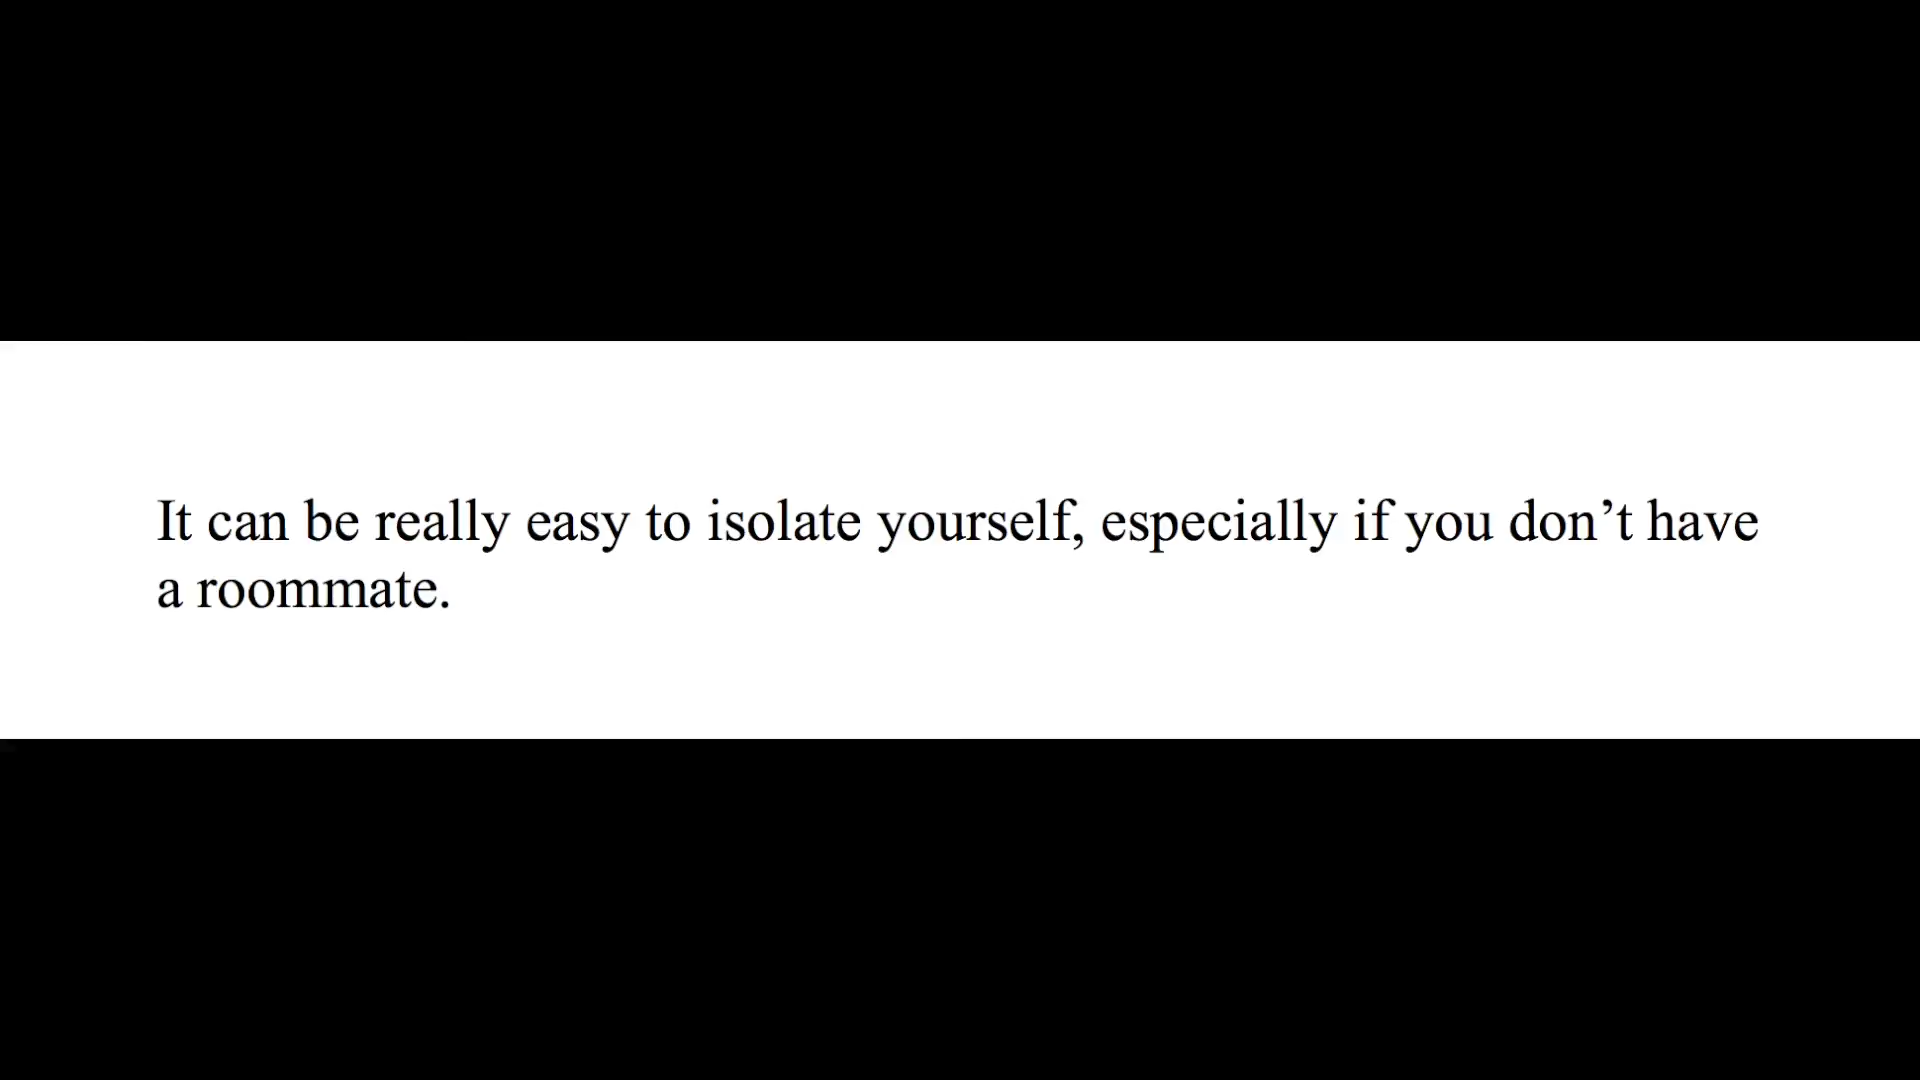 It can be really easy to isolate yourself, especially if you don’t have
a roommate.